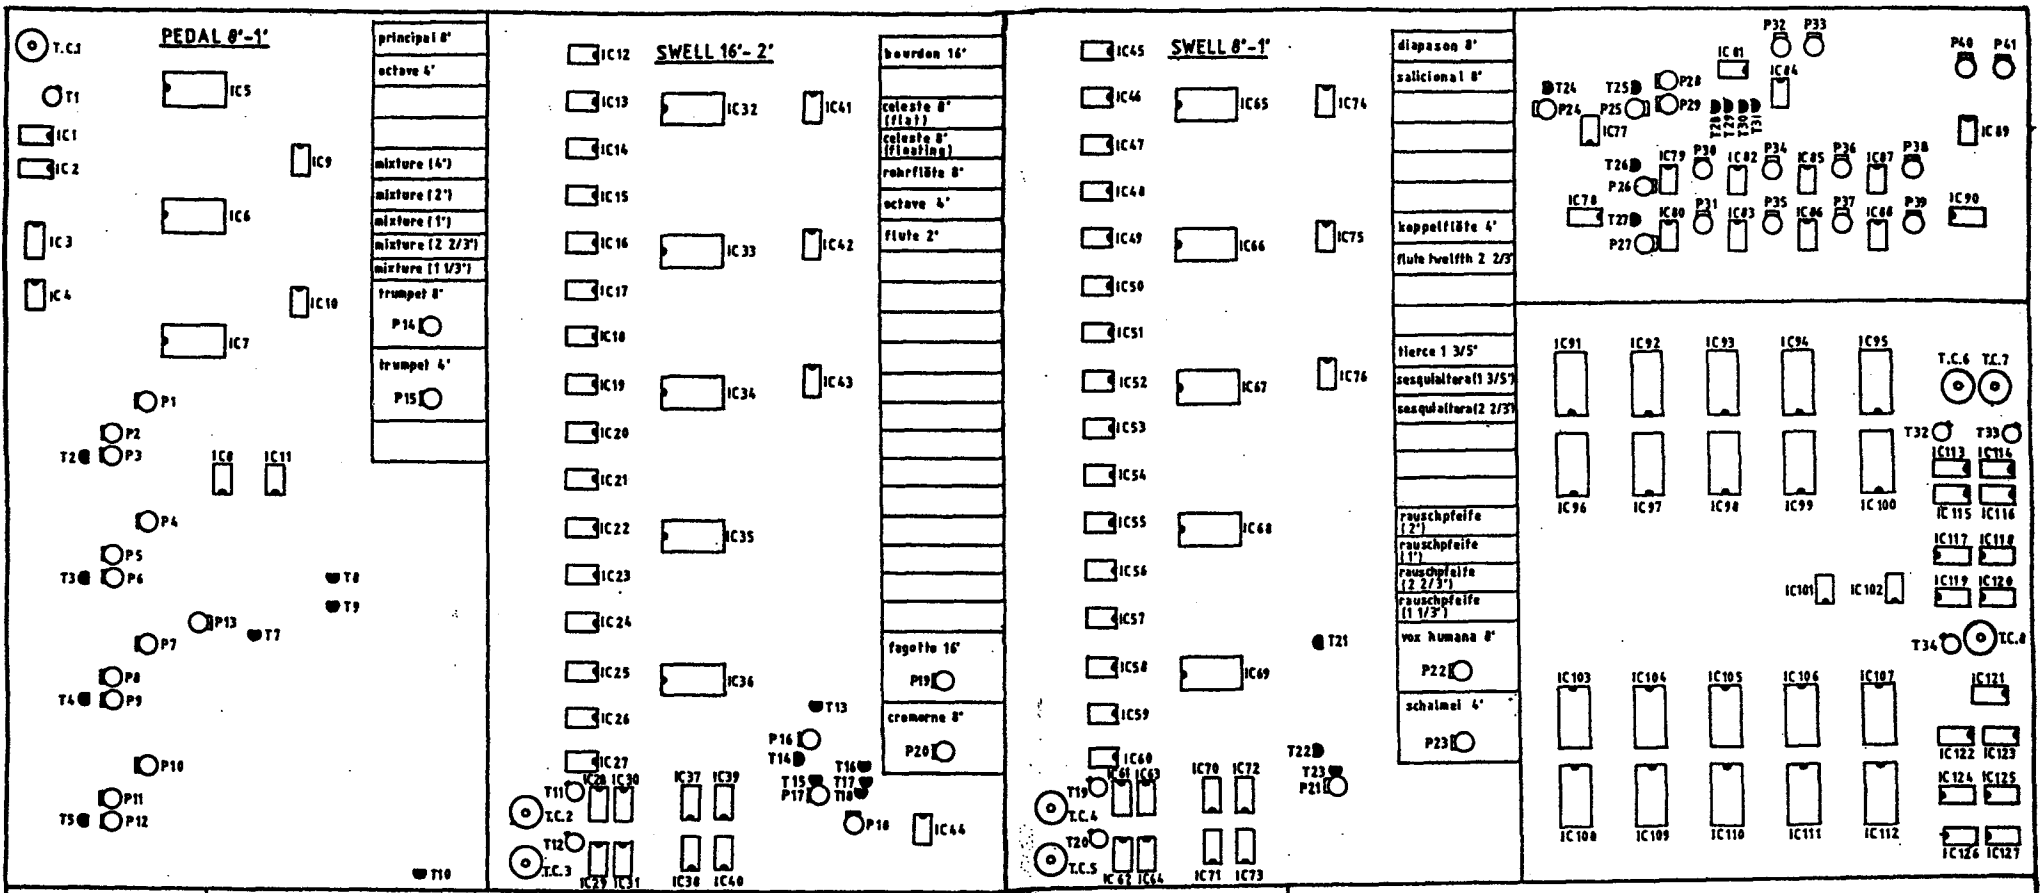 PEDAL 8'-1'
T.C.1
T1
IC1
IC2
IC3
IC4
IC5
IC6
IC7
IC9
IC10
P1
P2
T2 P3
IC8 IC11
P4
P5
T3 P6
T8
T9
P13
T7
P7
P8
T4 P9
P10
P11
T5 P12
T10
principal 8'
octave 4'
mixture (4')
mixture (2')
mixture (1')
mixture (2 2/3')
mixture (1 1/3')
trumpet 8'
P14
trumpet 4'
P15
SWELL 16'-2'
IC12
IC13
IC14
IC15
IC16
IC17
IC18
IC19
IC20
IC21
IC22
IC23
IC24
IC25
IC26
IC27
IC32
IC33
IC34
IC35
IC36
IC41
IC42
IC43
T13
P16
T14
T16
T15 T17
P17 T18
P18
IC44
T11
T.C.2
IC28 IC30
IC37 IC39
T12
T.C.3
IC29 IC31
IC38 IC40
bourdon 16'
celeste 8'
(flat)
celeste 8'
(floating)
rohrflöte 8'
octave 4'
flute 2'
fagotto 16'
P19
cremorne 8'
P20
SWELL 8'-1'
IC45
IC46
IC47
IC48
IC49
IC50
IC51
IC52
IC53
IC54
IC55
IC56
IC57
IC58
IC59
IC60
IC65
IC66
IC67
IC68
IC69
IC74
IC75
IC76
T21
T22
T23
P21
T19
T.C.4
IC61 IC63
IC70 IC72
T20
T.C.5
IC62 IC64
IC71 IC73
diapason 8'
salicional 8'
koppelflöte 4'
flute twelfth 2 2/3'
tierce 1 3/5'
sesquialtera (1 3/5')
sesquialtera (2 2/3')
rauschpfeife
(2')
rauschpfeife
(1')
rauschpfeife
(2 2/3')
rauschpfeife
(1 1/3')
vox humana 8'
P22
schalmei 4'
P23
P32 P33
P40 P41
IC81
IC84
T24
P24
T25
P25
P28
P29
T28 T29 T30 T31
IC77
IC89
T26
P26
IC79 P30 IC82 P34 IC85 P36 IC87 P38
IC78
T27
P27
IC80 P31 IC83 P35 IC86 P37 IC88 P39
IC90
IC91 IC92 IC93 IC94 IC95
T.C.6 T.C.7
T32 T33
IC113 IC114
IC96 IC97 IC98 IC99 IC100
IC115 IC116
IC117 IC118
IC101 IC102
IC119 IC120
T34 T.C.8
IC103 IC104 IC105 IC106 IC107
IC121
IC122 IC123
IC124 IC125
IC108 IC109 IC110 IC111 IC112
IC126 IC127